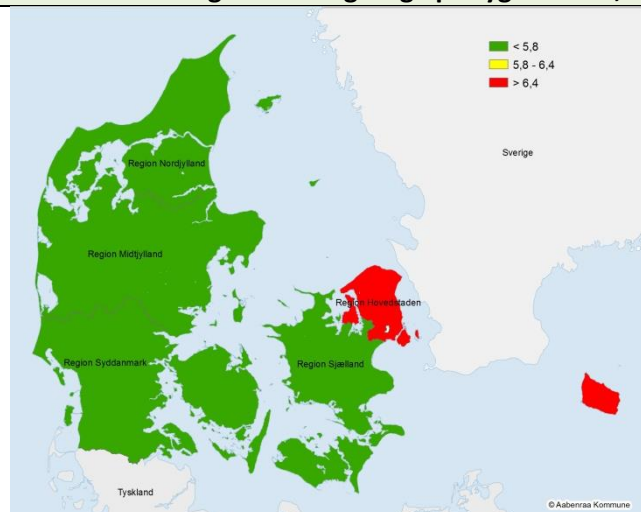 < 5,8
5,8 - 6,4
> 6,4
Sverige
Region Nordjylland
Region Midtjylland
Region Hovedstaden
Region Syddanmark
Region Sjælland
Tyskland
© Aabenraa Kommune